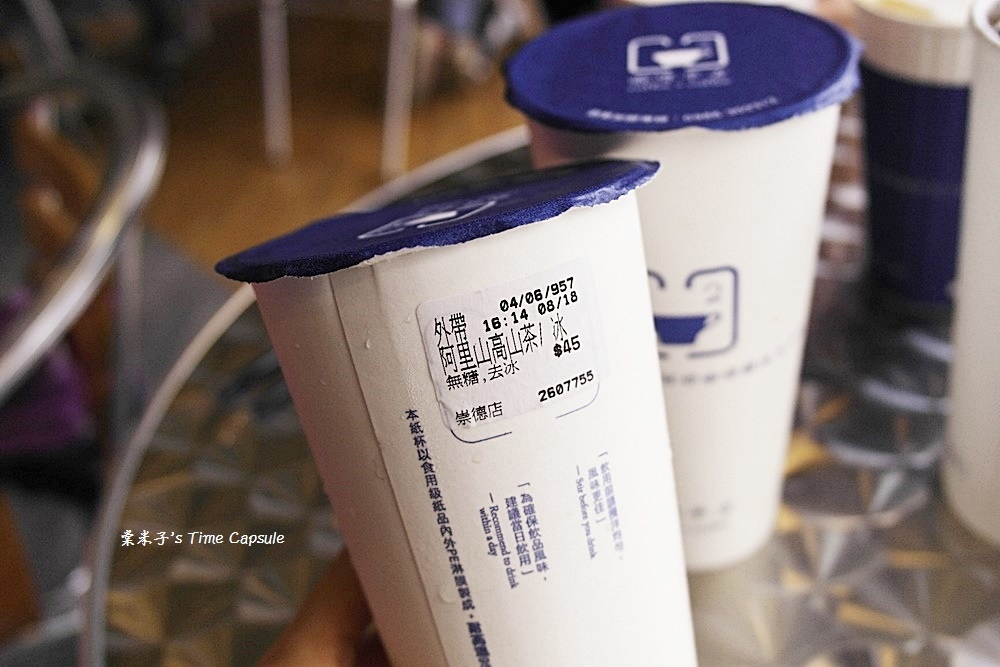 04/06/957
外帶 16:14 08/18
阿里山高山茶/ 冰
無糖,去冰 $45
崇德店 2607755
本紙杯以食用級紙品內外PE淋膜製成,
「為確保飲品風味,
建議當日飲用」
— Recommend to drink
within a day
風味更佳」
— Stir before you drink
栗米子's Time Capsule